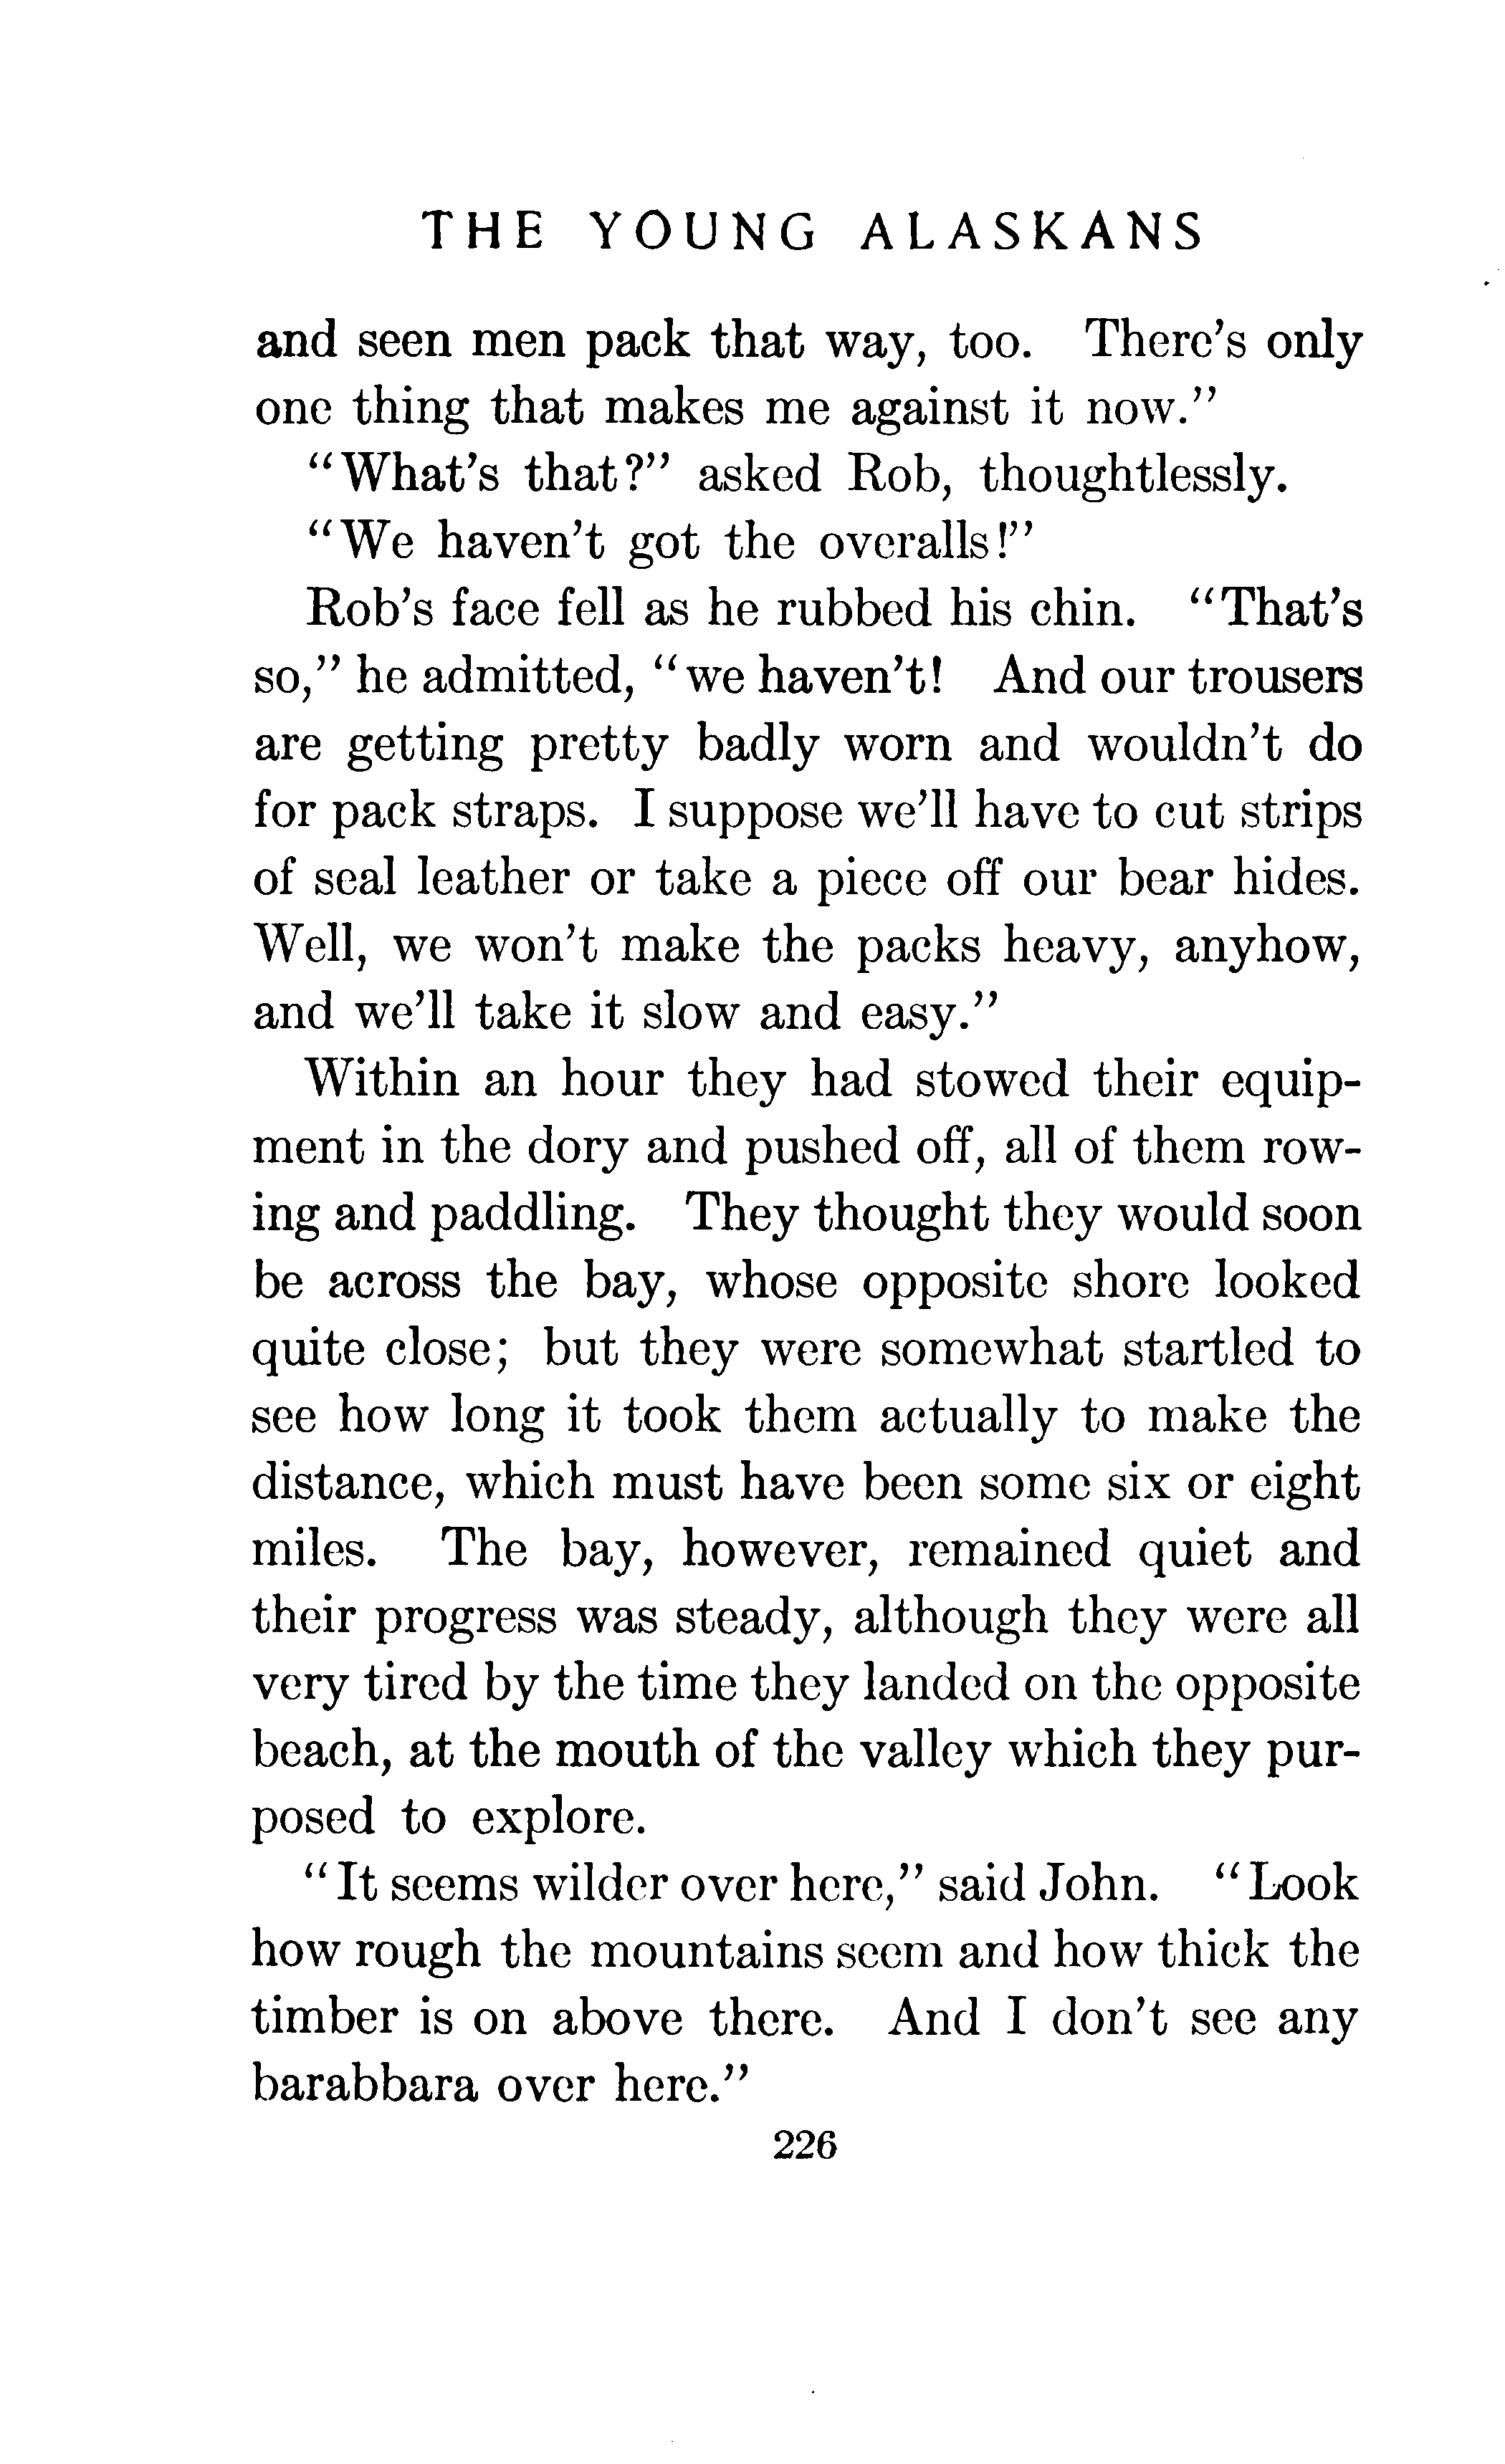 THE YOUNG ALASKANS
and seen men pack that way, too. There's only
one thing that makes me against it now."
"What's that?" asked Rob, thoughtlessly.
"We haven't got the overalls!"
Rob's face fell as he rubbed his chin. "That's
so," he admitted, "we haven't! And our trousers
are getting pretty badly worn and wouldn't do
for pack straps. I suppose we'll have to cut strips
of seal leather or take a piece off our bear hides.
Well, we won't make the packs heavy, anyhow,
and we'll take it slow and easy."
Within an hour they had stowed their equip-
ment in the dory and pushed off, all of them row-
ing and paddling. They thought they would soon
be across the bay, whose opposite shore looked
quite close; but they were somewhat startled to
see how long it took them actually to make the
distance, which must have been some six or eight
miles. The bay, however, remained quiet and
their progress was steady, although they were all
very tired by the time they landed on the opposite
beach, at the mouth of the valley which they pur-
posed to explore.
"It seems wilder over here," said John. "Look
how rough the mountains seem and how thick the
timber is on above there. And I don't see any
barabbara over here."
226